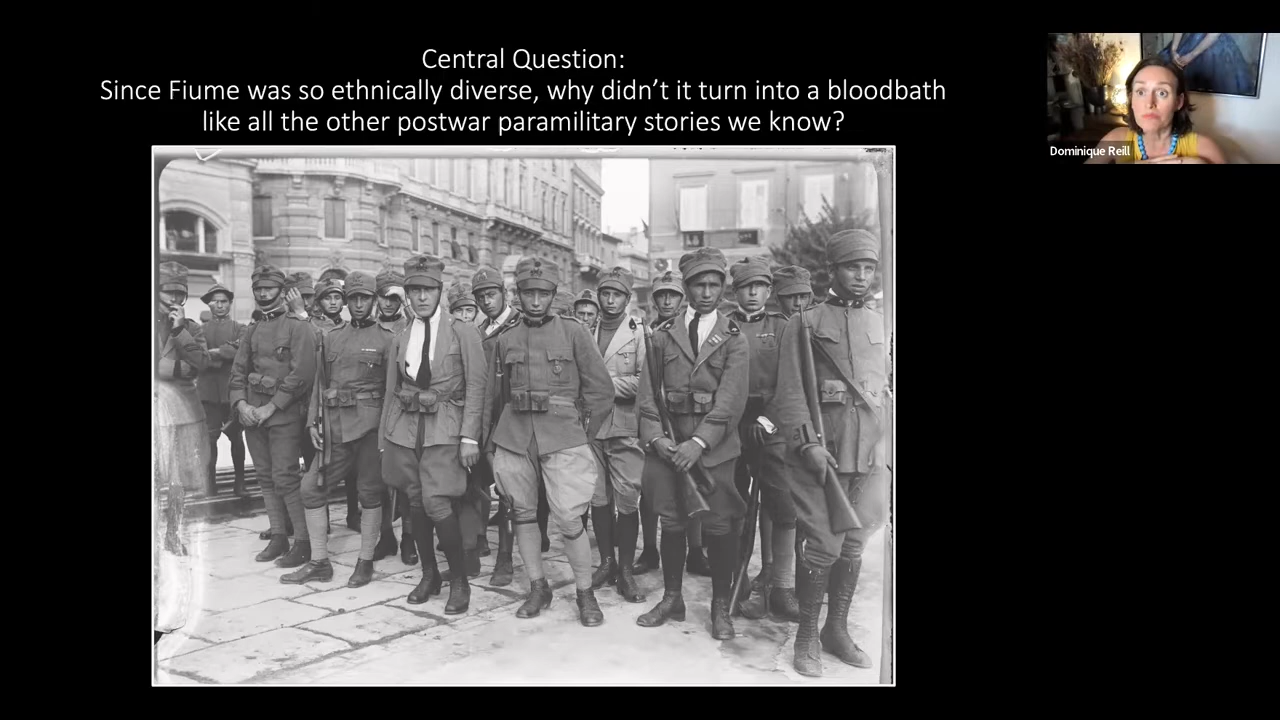 Central Question:
Since Fiume was so ethnically diverse, why didn’t it turn into a bloodbath
like all the other postwar paramilitary stories we know?
Dominique Reill